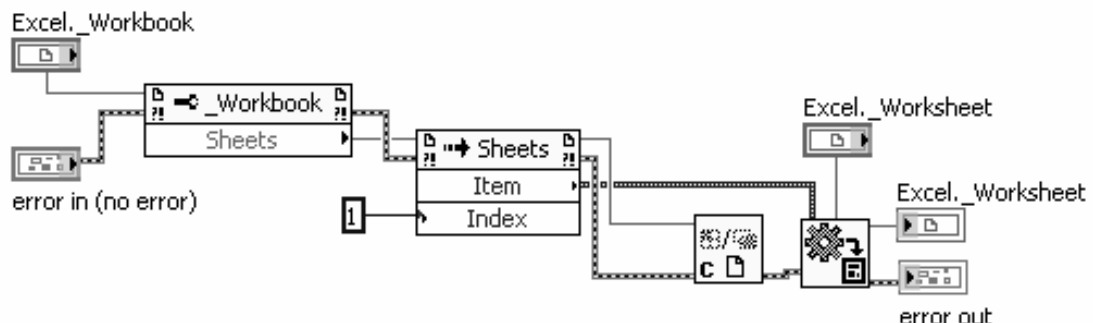 Excel._Workbook
_Workbook
Sheets
error in (no error)
Sheets
Item
Index
1
C
Excel._Worksheet
Excel._Worksheet
error out